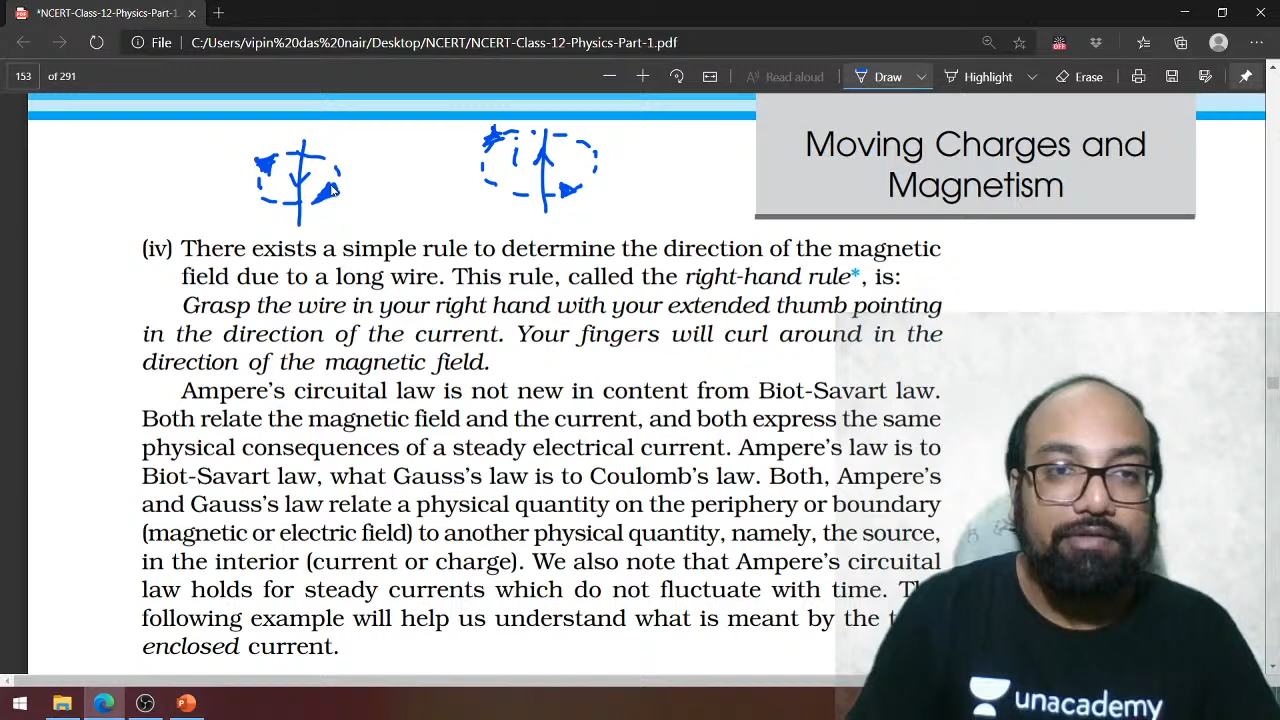 *NCERT-Class-12-Physics-Part-1.
File
C:/Users/vipin%20das%20nair/Desktop/NCERT/NCERT-Class-12-Physics-Part-1.pdf
153 of 291
Read aloud
Draw
Highlight
Erase
i
Moving Charges and
Magnetism
(iv) There exists a simple rule to determine the direction of the magnetic
field due to a long wire. This rule, called the right-hand rule*, is:
Grasp the wire in your right hand with your extended thumb pointing
in the direction of the current. Your fingers will curl around in the
direction of the magnetic field.
Ampere's circuital law is not new in content from Biot-Savart law.
Both relate the magnetic field and the current, and both express the same
physical consequences of a steady electrical current. Ampere's law is to
Biot-Savart law, what Gauss's law is to Coulomb's law. Both, Ampere's
and Gauss's law relate a physical quantity on the periphery or boundary
(magnetic or electric field) to another physical quantity, namely, the source,
in the interior (current or charge). We also note that Ampere's circuital
law holds for steady currents which do not fluctuate with time.
following example will help us understand what is meant by the
enclosed current.
unacademy